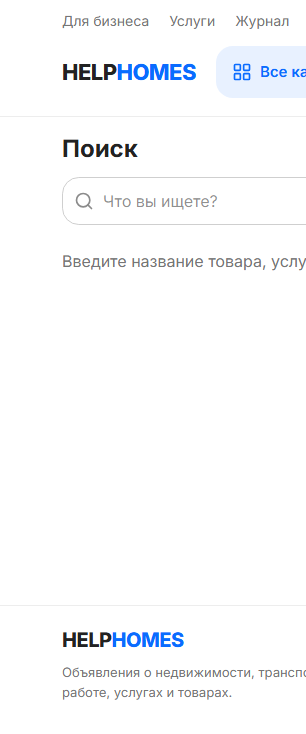 Для бизнеса Услуги Журнал
HELPHOMES Все ка
Поиск
Что вы ищете?
Введите название товара, услу
HELPHOMES
Объявления о недвижимости, трансп
работе, услугах и товарах.